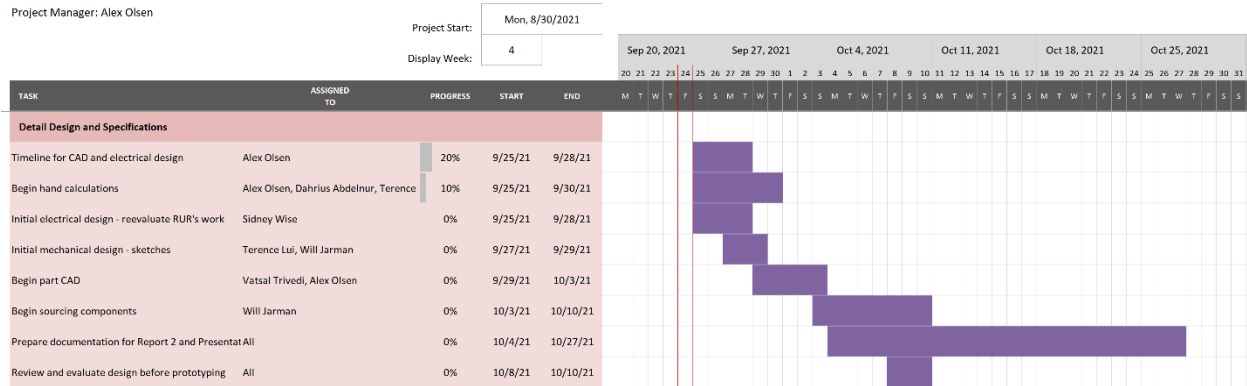 Project Manager: Alex Olsen
Project Start: Mon, 8/30/2021
Display Week: 4
Sep 20, 2021 Sep 27, 2021 Oct 4, 2021 Oct 11, 2021 Oct 18, 2021 Oct 25, 2021
20 21 22 23 24 25 26 27 28 29 30 1 2 3 4 5 6 7 8 9 10 11 12 13 14 15 16 17 18 19 20 21 22 23 24 25 26 27 28 29 30 31
TASK ASSIGNED TO PROGRESS START END M T W T F S S M T W T F S S M T W T F S S M T W T F S S M T W T F S S M T W T F S S
Detail Design and Specifications
Timeline for CAD and electrical design Alex Olsen 20% 9/25/21 9/28/21
Begin hand calculations Alex Olsen, Dahrius Abdelnur, Terence 10% 9/25/21 9/30/21
Initial electrical design - reevaluate RUR's work Sidney Wise 0% 9/25/21 9/28/21
Initial mechanical design - sketches Terence Lui, Will Jarman 0% 9/27/21 9/29/21
Begin part CAD Vatsal Trivedi, Alex Olsen 0% 9/29/21 10/3/21
Begin sourcing components Will Jarman 0% 10/3/21 10/10/21
Prepare documentation for Report 2 and Presentat All 0% 10/4/21 10/27/21
Review and evaluate design before prototyping All 0% 10/8/21 10/10/21